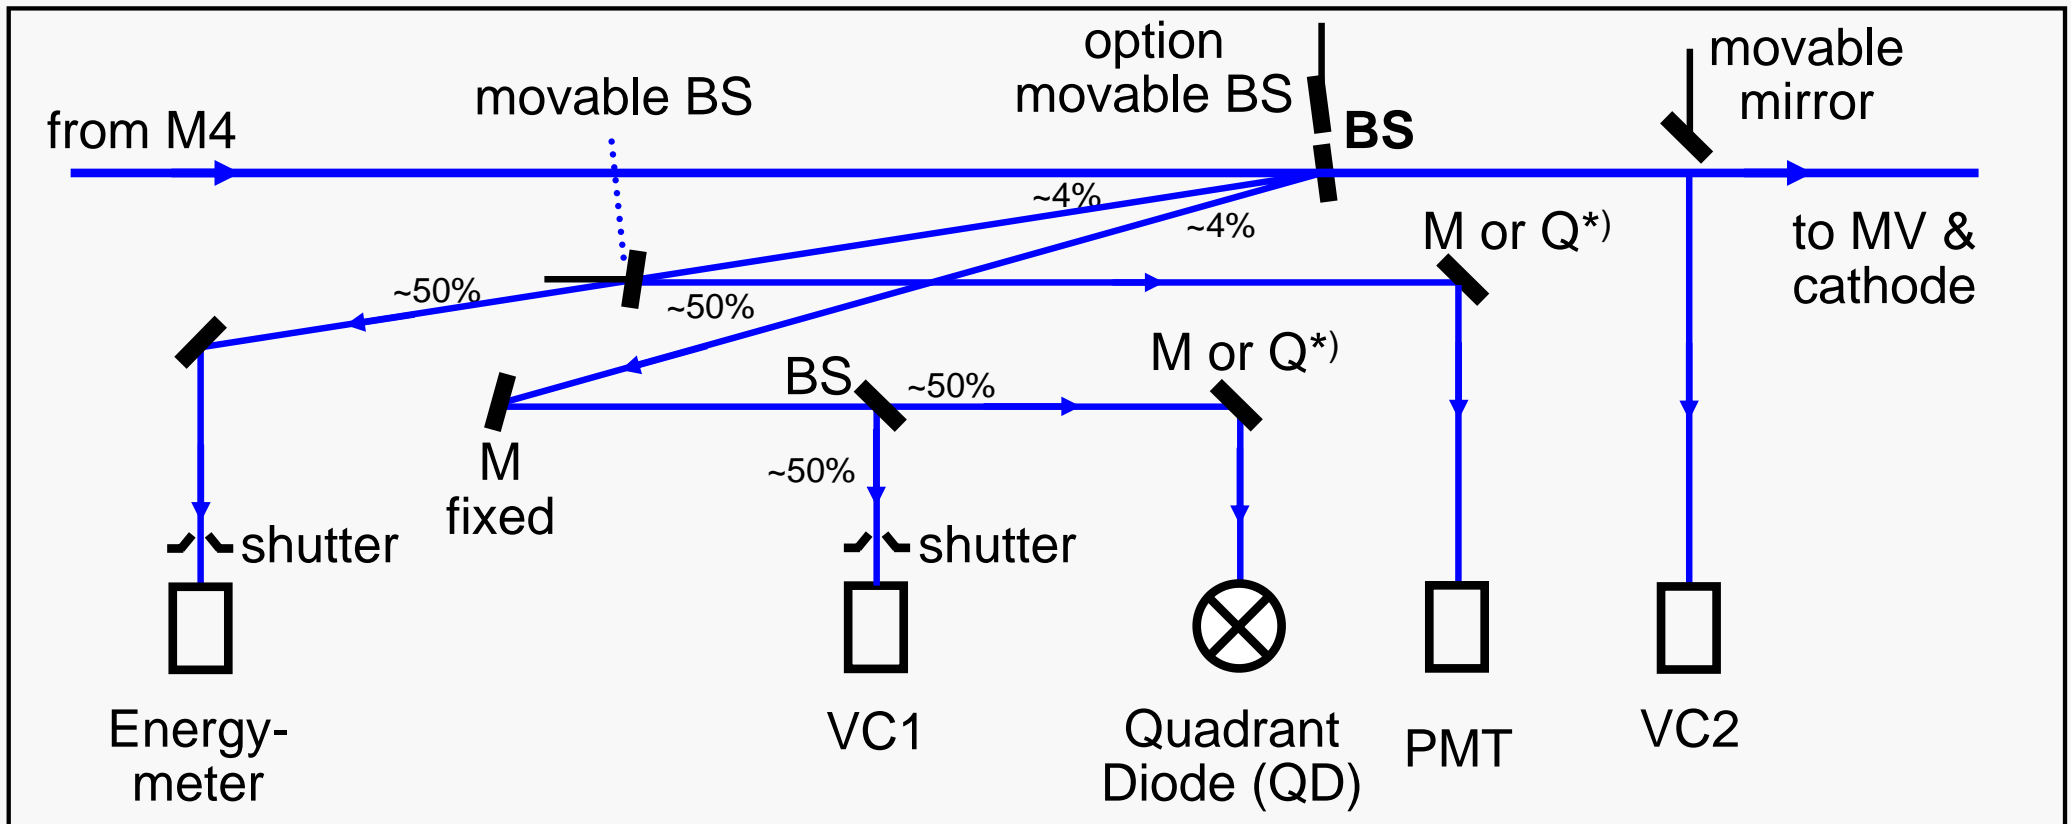 option
movable BS
movable
mirror
movable BS
from M4
BS
~4%
~4%
M or Q*)
to MV &
cathode
~50%
~50%
M or Q*)
BS
~50%
M
fixed
~50%
shutter
shutter
Energy-
meter
VC1
Quadrant
Diode (QD)
PMT
VC2